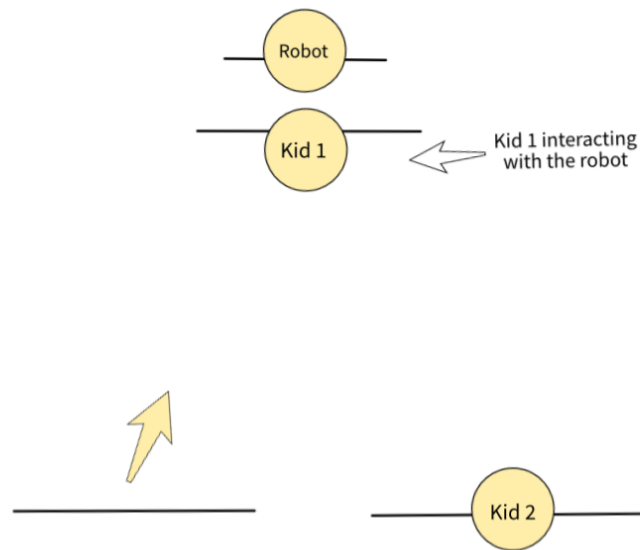 Robot
Kid 1
Kid 1 interacting
with the robot
Kid 2